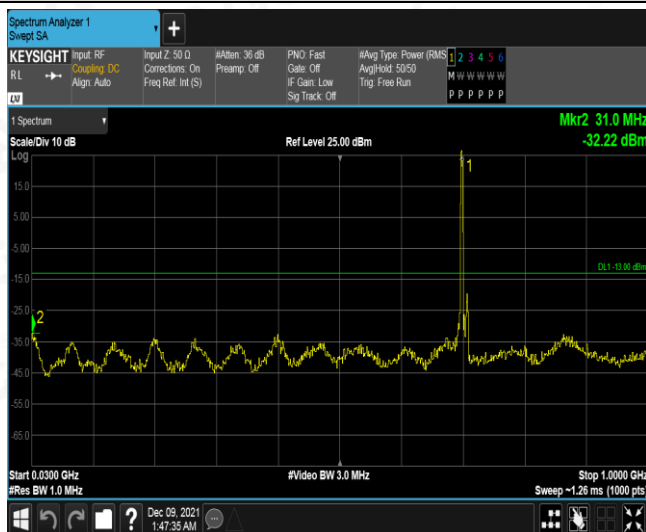 Spectrum Analyzer 1
Swept SA
+
KEYSIGHT Input: RF Input Z: 50 Ω #Atten: 36 dB PNO: Fast #Avg Type: Power (RMS 1 2 3 4 5 6
RL Coupling: DC Corrections: On Preamp: Off Gate: Off Avg|Hold: 50/50 M W W W W W
Align: Auto Freq Ref: Int (S) IF Gain: Low Trig: Free Run
Sig Track: Off P P P P P P
LXI
1 Spectrum Mkr2 31.0 MHz
Scale/Div 10 dB Ref Level 25.00 dBm -32.22 dBm
Log
1
15.0
5.00
-5.00
DL1 -13.00 dBm
-15.0
-25.0
2
-35.0
-45.0
-55.0
-65.0
Start 0.0300 GHz #Video BW 3.0 MHz Stop 1.0000 GHz
#Res BW 1.0 MHz Sweep ~1.26 ms (1000 pts)
? Dec 09, 2021
1:47:35 AM